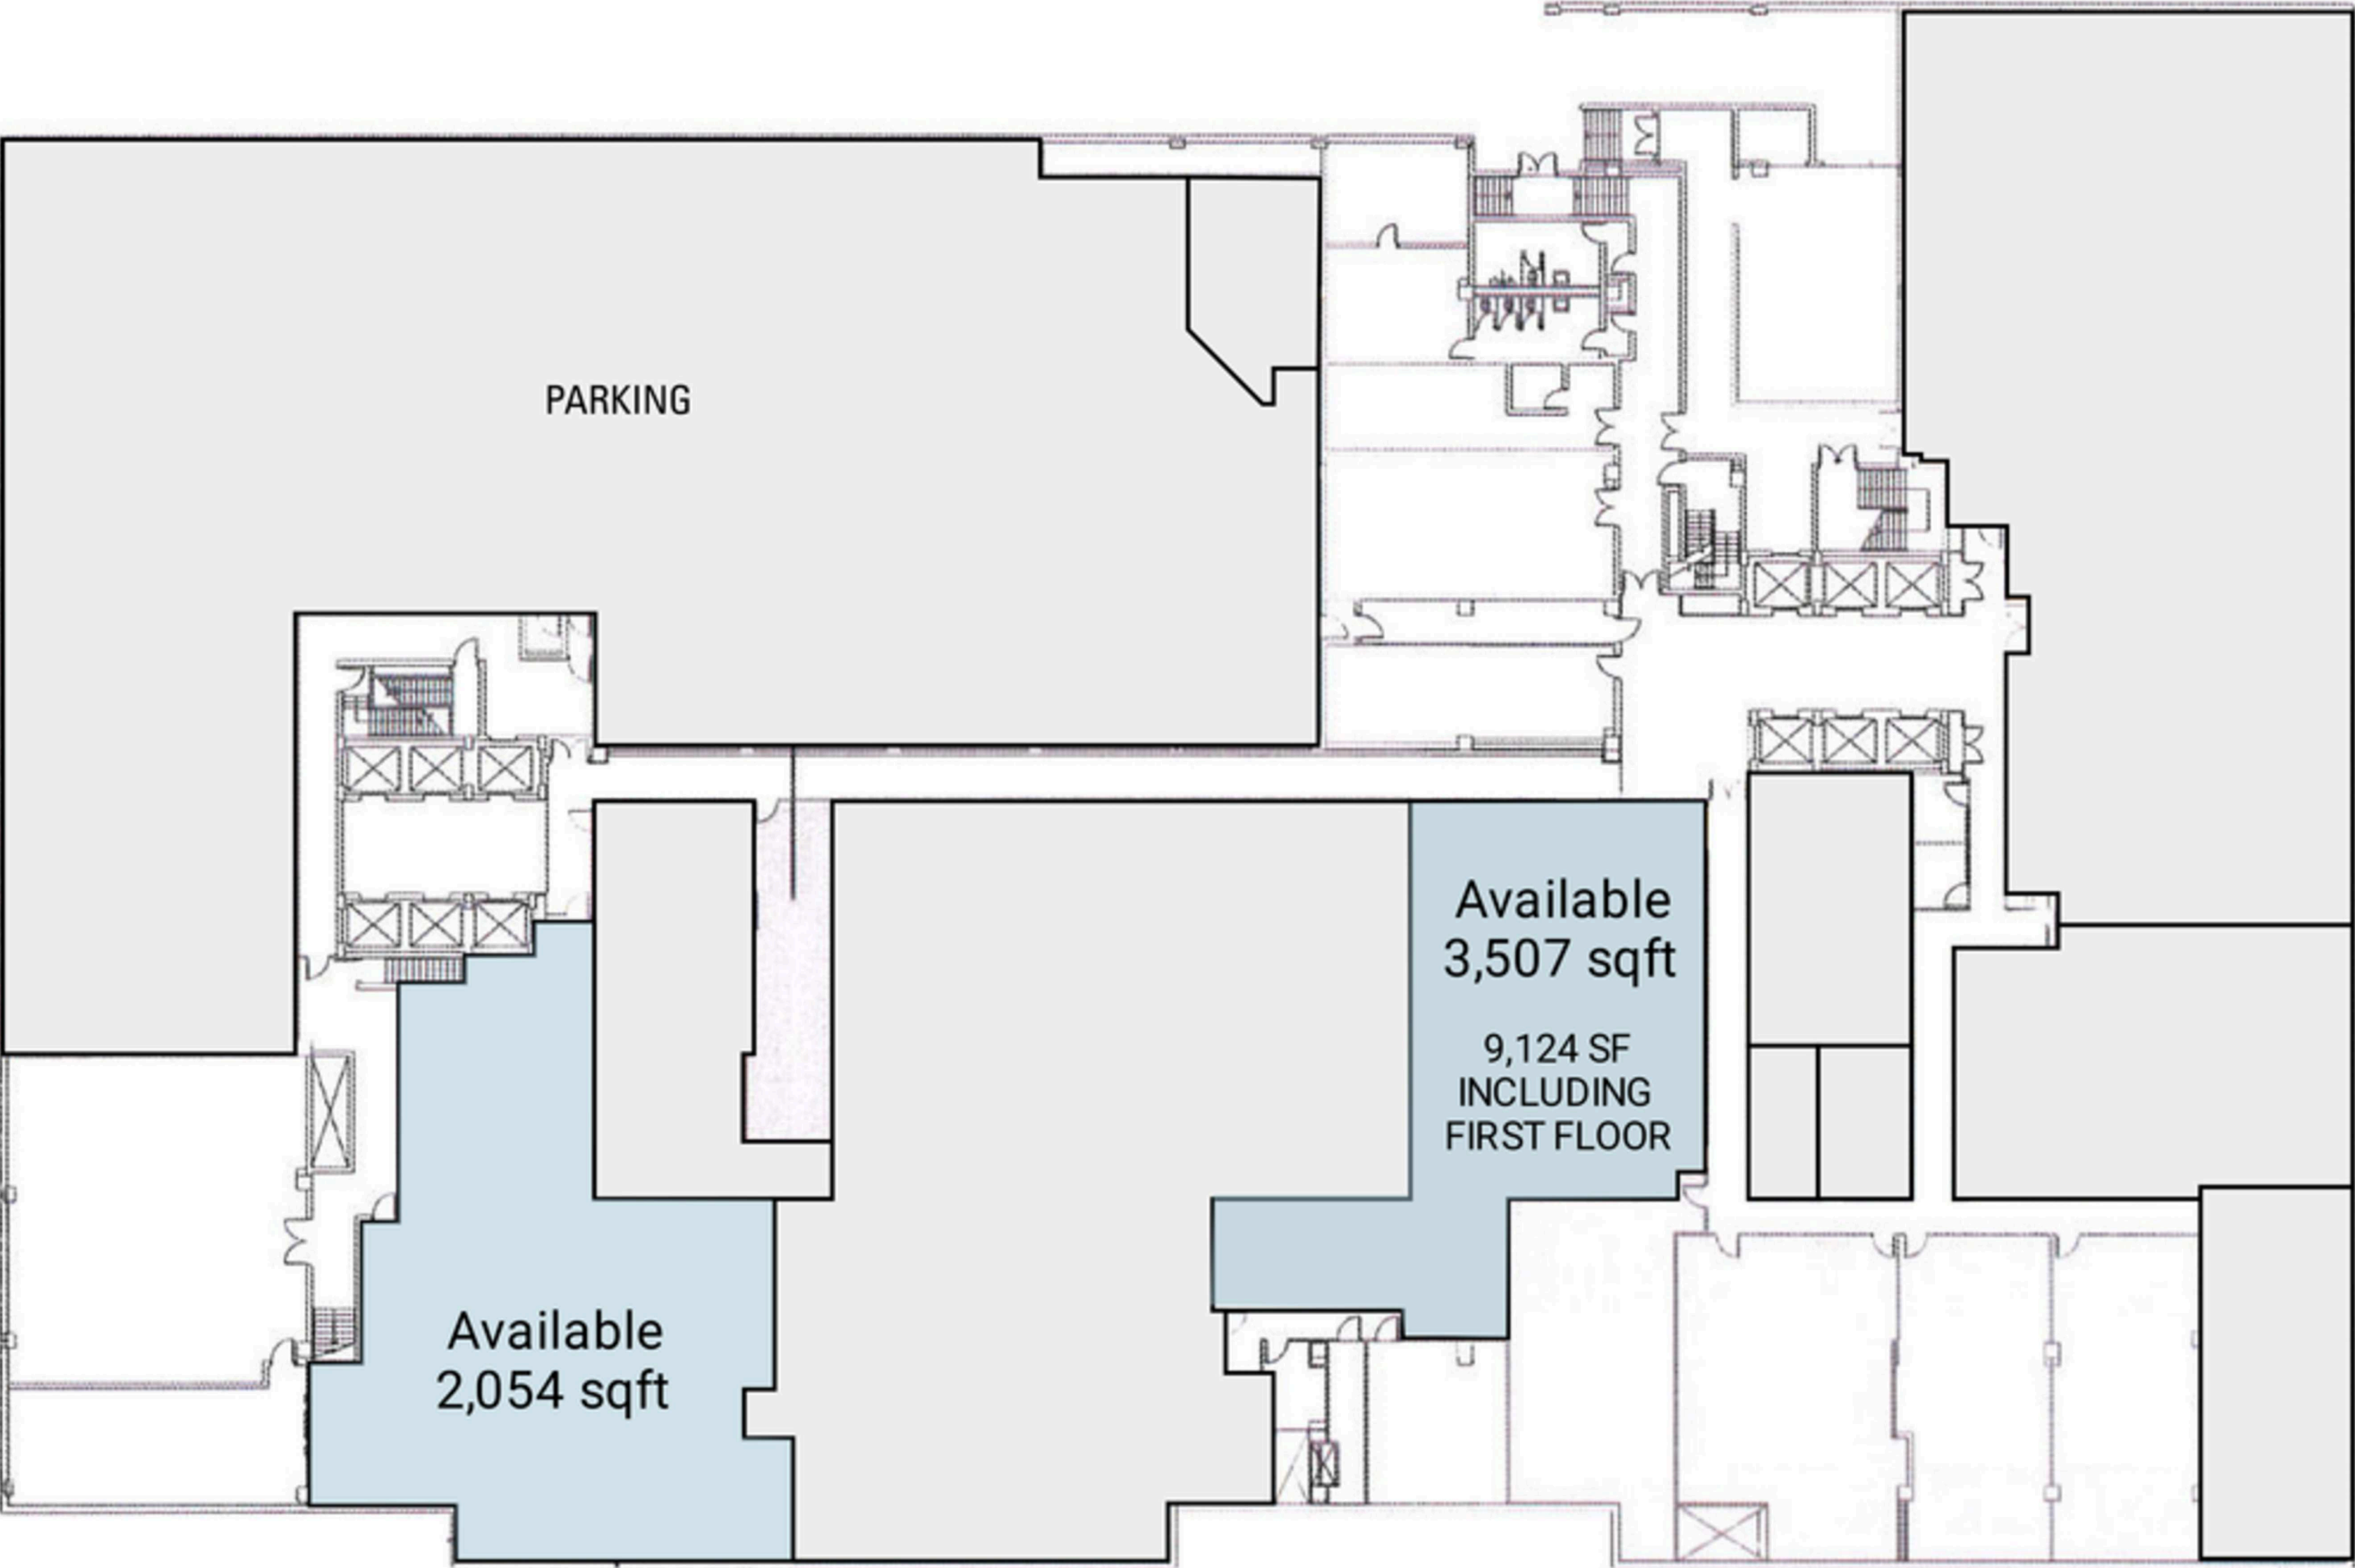 PARKING
Available
3,507 sqft
9,124 SF
INCLUDING
FIRST FLOOR
Available
2,054 sqft